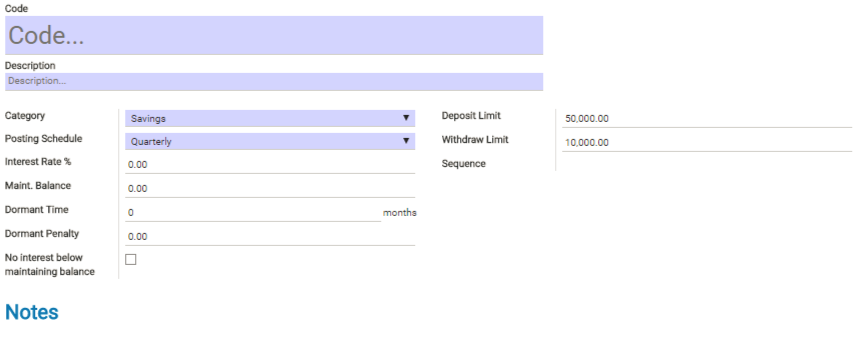 Code
Code...
Description
Description...
Category Savings Deposit Limit 50,000.00
Posting Schedule Quarterly Withdraw Limit 10,000.00
Interest Rate % 0.00 Sequence
Maint. Balance 0.00
Dormant Time 0 months
Dormant Penalty 0.00
No interest below
maintaining balance
Notes